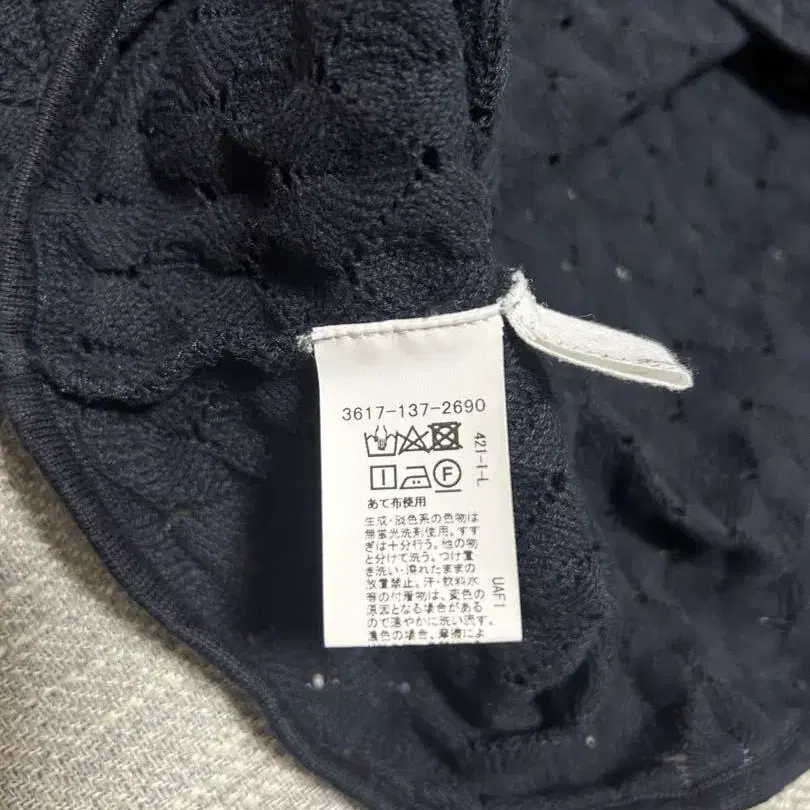 3617-137-2690
F
あて布使用
生成・淡色系の色物は
無蛍光洗剤使用。すす
ぎは十分行う。他の物
と分けて洗う。つけ置
き洗い・濡れたままの
放置禁止。汗・飲料水
等の付着物は、変色の
原因となる場合がある
ので速やかに洗い流す。
濃色の場合、摩擦によ
421-I-L
UAF1